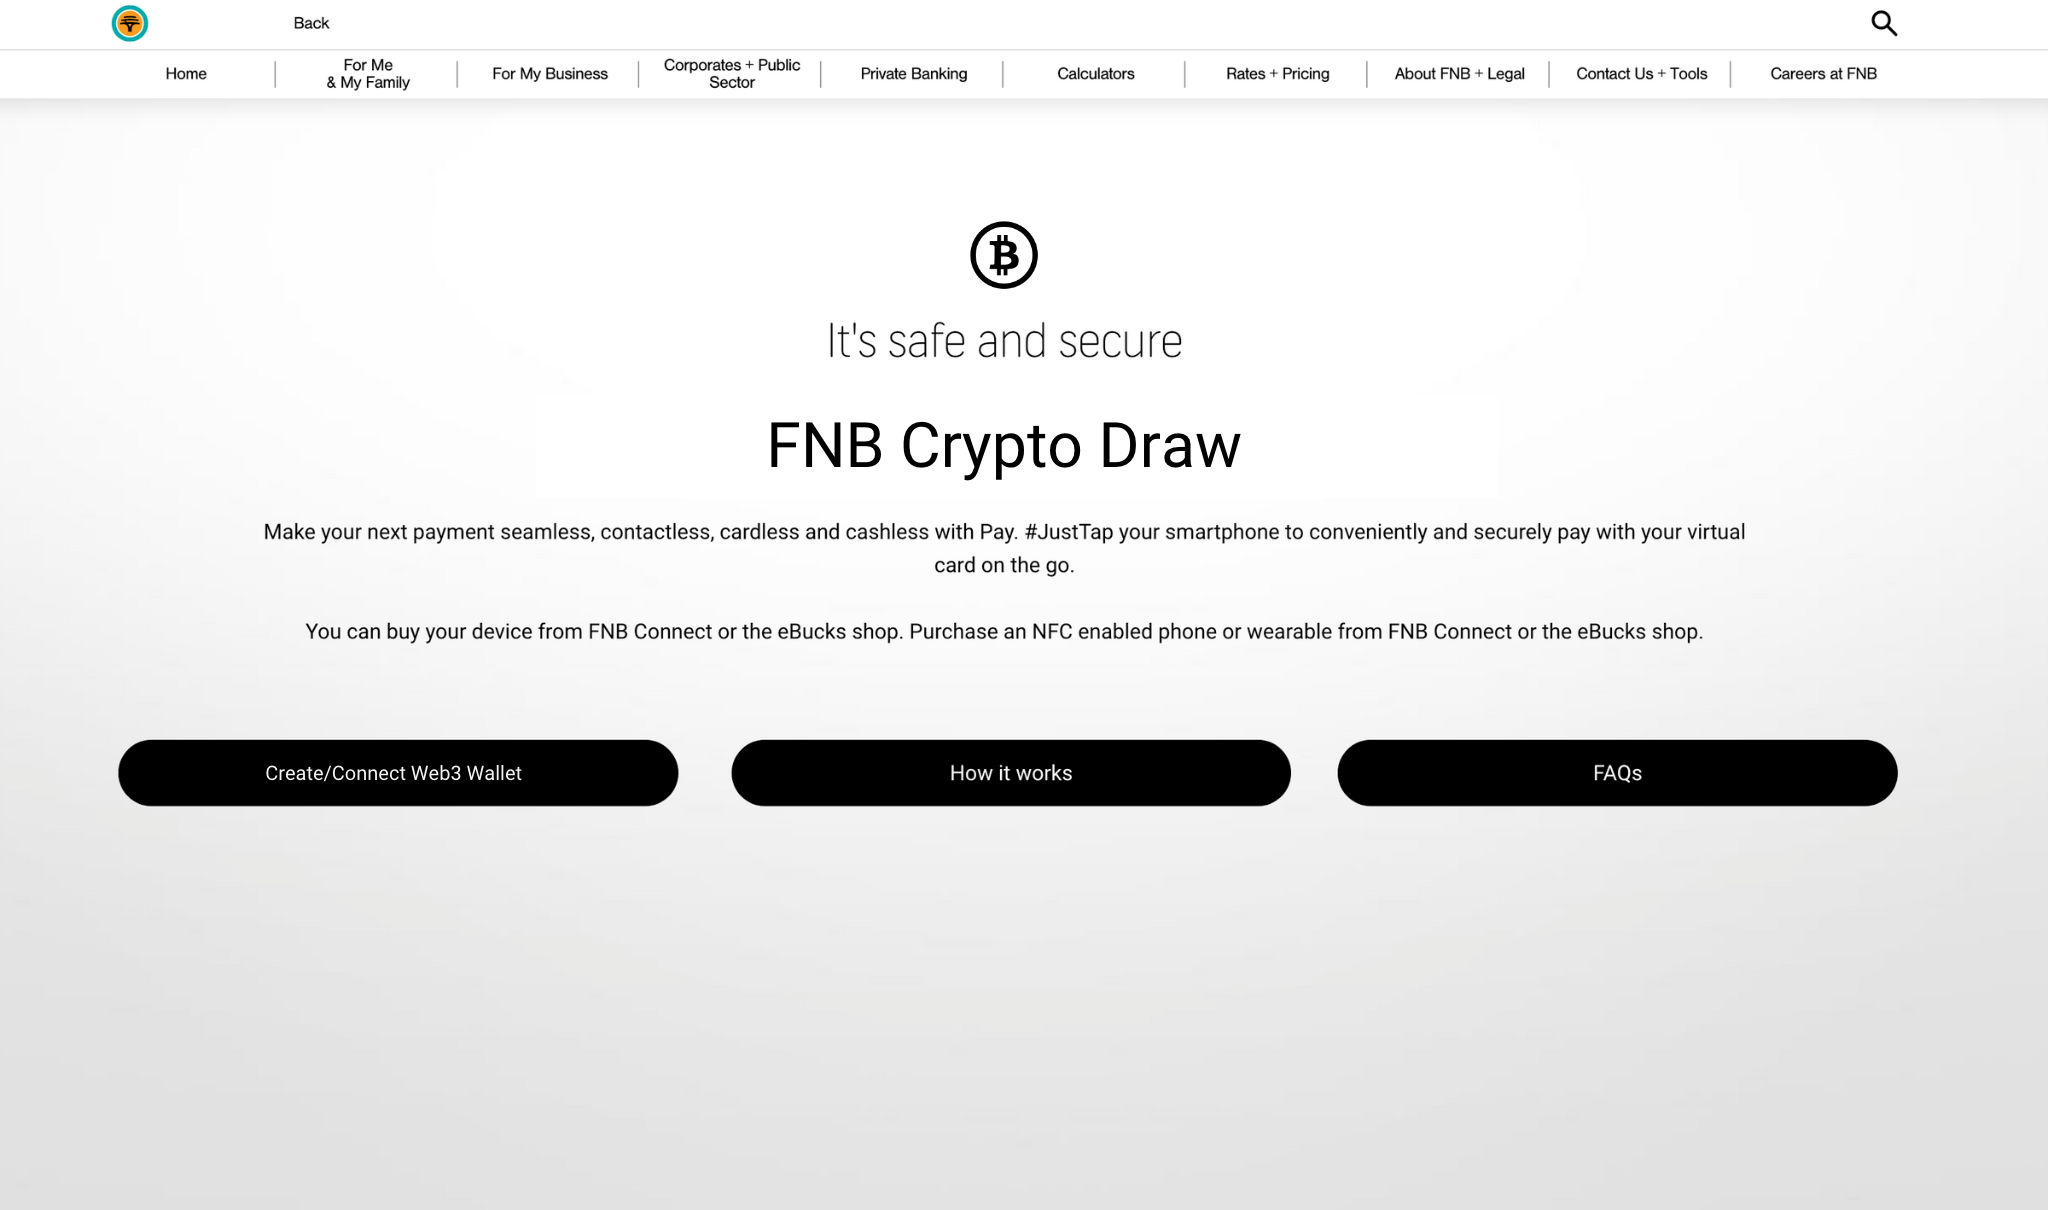 Back
Home
For Me
& My Family
For My Business
Corporates + Public
Sector
Private Banking
Calculators
Rates + Pricing
About FNB + Legal
Contact Us + Tools
Careers at FNB
It's safe and secure
FNB Crypto Draw
Make your next payment seamless, contactless, cardless and cashless with Pay. #JustTap your smartphone to conveniently and securely pay with your virtual
card on the go.
You can buy your device from FNB Connect or the eBucks shop. Purchase an NFC enabled phone or wearable from FNB Connect or the eBucks shop.
Create/Connect Web3 Wallet
How it works
FAQs